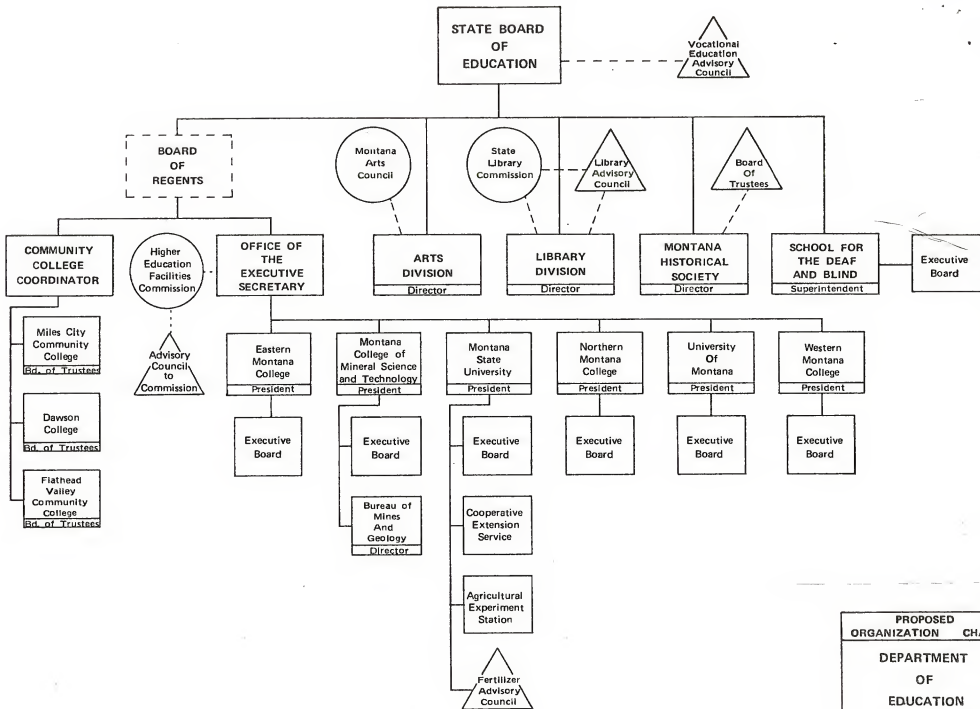 STATE BOARD
OF
EDUCATION
Vocational
Education
Advisory
Council
BOARD
OF
REGENTS
Montana
Arts
Council
State
Library
Commission
Library
Advisory
Council
Board
Of
Trustees
COMMUNITY
COLLEGE
COORDINATOR
Higher
Education
Facilities
Commission
OFFICE OF
THE
EXECUTIVE
SECRETARY
ARTS
DIVISION
Director
LIBRARY DIVISION
Director
MONTANA
HISTORICAL
SOCIETY
Director
SCHOOL FOR
THE DEAF
AND BLIND
Superintendent
Executive
Board
Miles City
Community
College
Bd. of Trustees
Advisory
Council
to
Commission
Eastern
Montana
College
President
Montana
College of
Mineral Science
and Technology
President
Montana
State
University
President
Northern
Montana
College
President
University
Of
Montana
President
Western
Montana
College
President
Dawson
College
Bd. of Trustees
Executive
Board
Executive
Board
Executive
Board
Executive
Board
Executive
Board
Executive
Board
Flathead
Valley
Community
College
Bd. of Trustees
Bureau of
Mines
And
Geology
Director
Cooperative
Extension
Service
Agricultural
Experiment
Station
Fertilizer
Advisory
Council
PROPOSED
ORGANIZATION CHA
DEPARTMENT
OF
EDUCATION